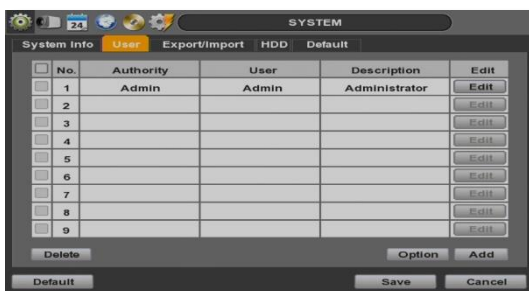 24
SYSTEM
System Info User Export/Import HDD Default
No. Authority User Description Edit
1 Admin Admin Administrator Edit
2 Edit
3 Edit
4 Edit
5 Edit
6 Edit
7 Edit
8 Edit
9 Edit
Delete Option Add
Default Save Cancel